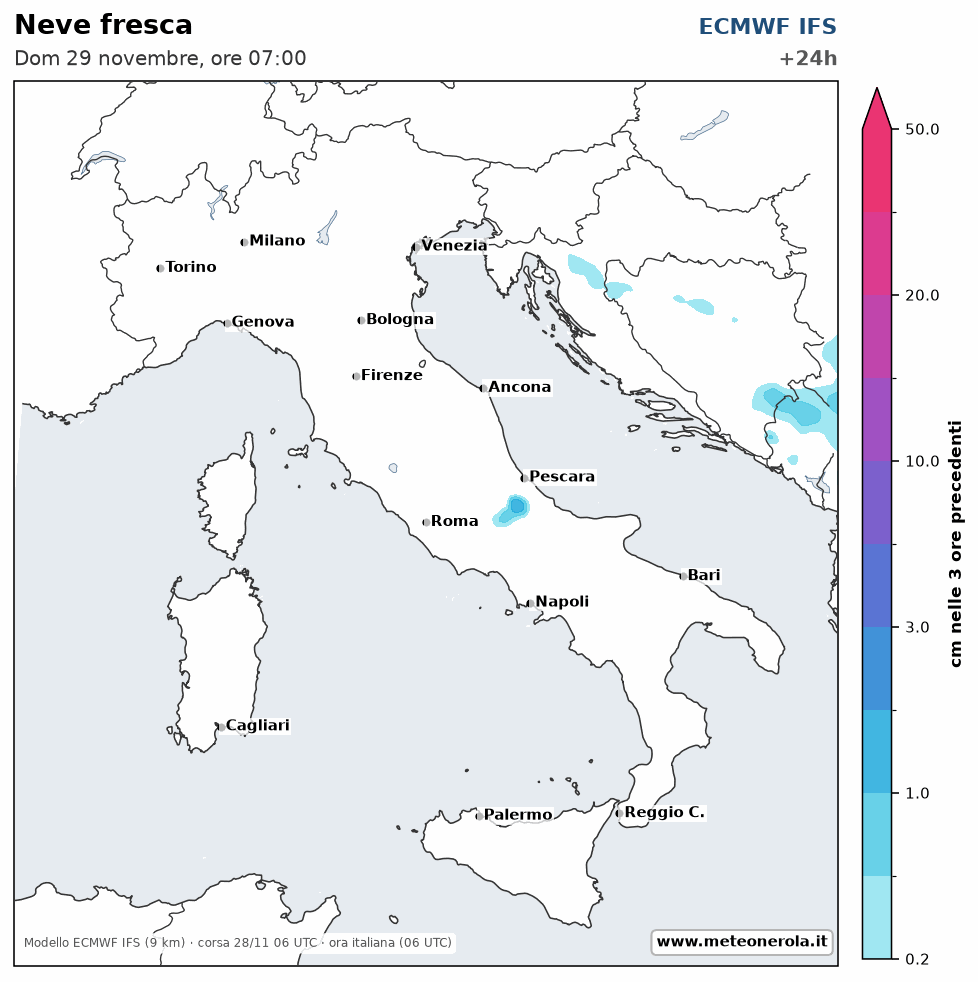 Neve fresca
ECMWF IFS
Dom 29 novembre, ore 07:00
+24h
50.0
Milano
Venezia
Torino
20.0
Genova
Bologna
Firenze
Ancona
10.0
cm nelle 3 ore precedenti
Pescara
Roma
Bari
Napoli
3.0
Cagliari
1.0
Palermo
Reggio C.
Modello ECMWF IFS (9 km) · corsa 28/11 06 UTC · ora italiana (06 UTC)
www.meteonerola.it
0.2